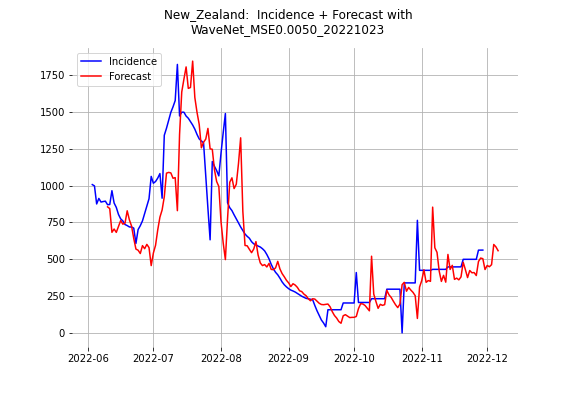 New_Zealand:  Incidence + Forecast with
WaveNet_MSE0.0050_20221023
Incidence
Forecast
1750
1500
1250
1000
750
500
250
0
2022-06 2022-07 2022-08 2022-09 2022-10 2022-11 2022-12